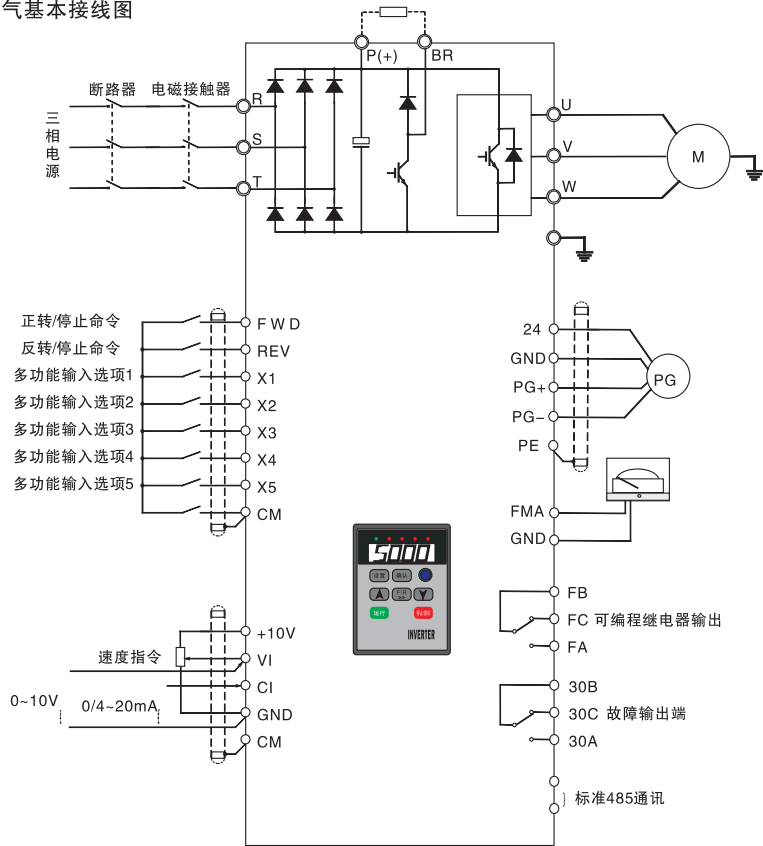 气基本接线图
P(+)
BR
断路器
电磁接触器
三相电源
R
S
T
U
V
W
M
正转/停止命令
FWD
反转/停止命令
REV
多功能输入选项1
X1
多功能输入选项2
X2
多功能输入选项3
X3
多功能输入选项4
X4
多功能输入选项5
X5
CM
24
GND
PG+
PG−
PE
PG
FMA
GND
5000
设置
确认
F/R
>>
运行
INVERTER
FB
FC 可编程继电器输出
FA
+10V
速度指令
VI
CI
0~10V
0/4~20mA
GND
CM
30B
30C 故障输出端
30A
标准485通讯